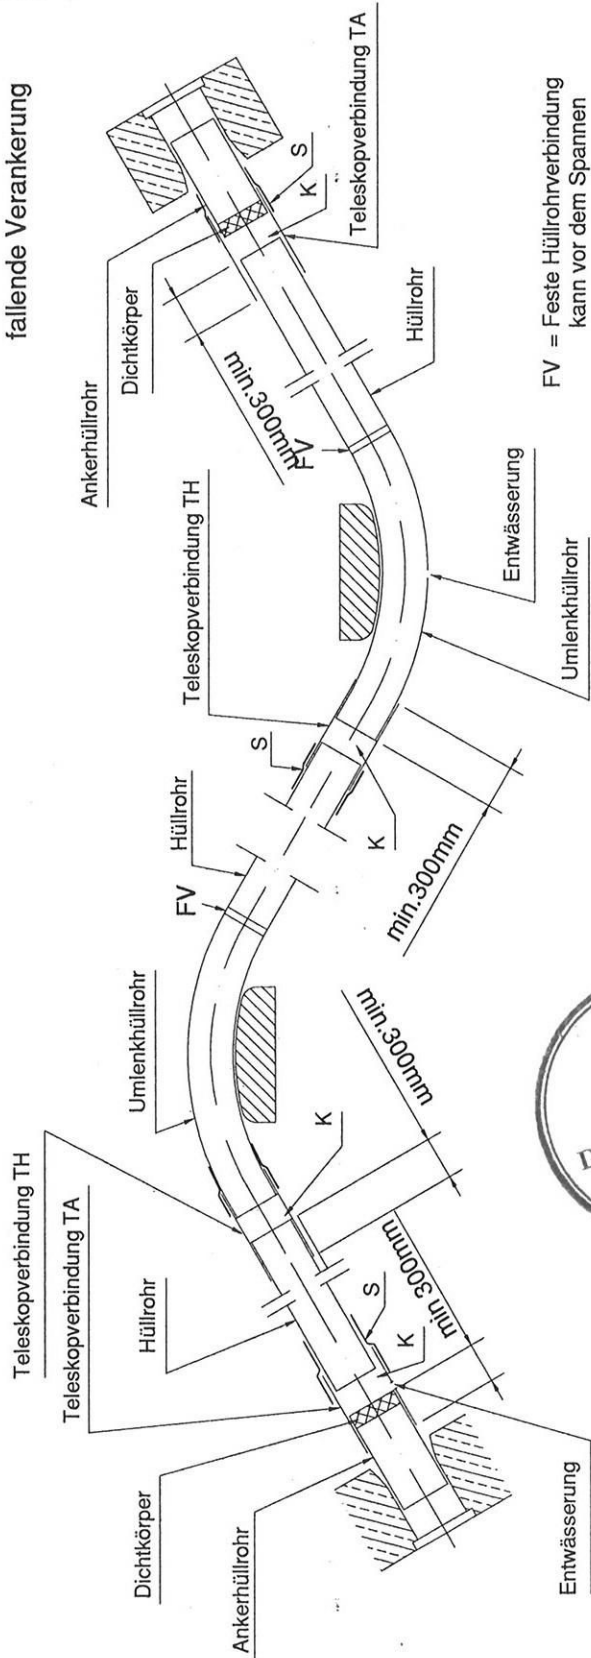 fallende Verankerung
Ankerhüllrohr
Dichtkörper
min.300mm
FV
S
K
Teleskopverbindung TA
Hüllrohr
FV = Feste Hüllrohrverbindung
kann vor dem Spannen
Teleskopverbindung TH
S
K
min.300mm
Entwässerung
Umlenkhüllrohr
Hüllrohr
FV
Umlenkhüllrohr
K
min.300mm
Teleskopverbindung TH
Teleskopverbindung TA
Hüllrohr
S
K
min 300mm
Dichtkörper
Ankerhüllrohr
Entwässerung
D